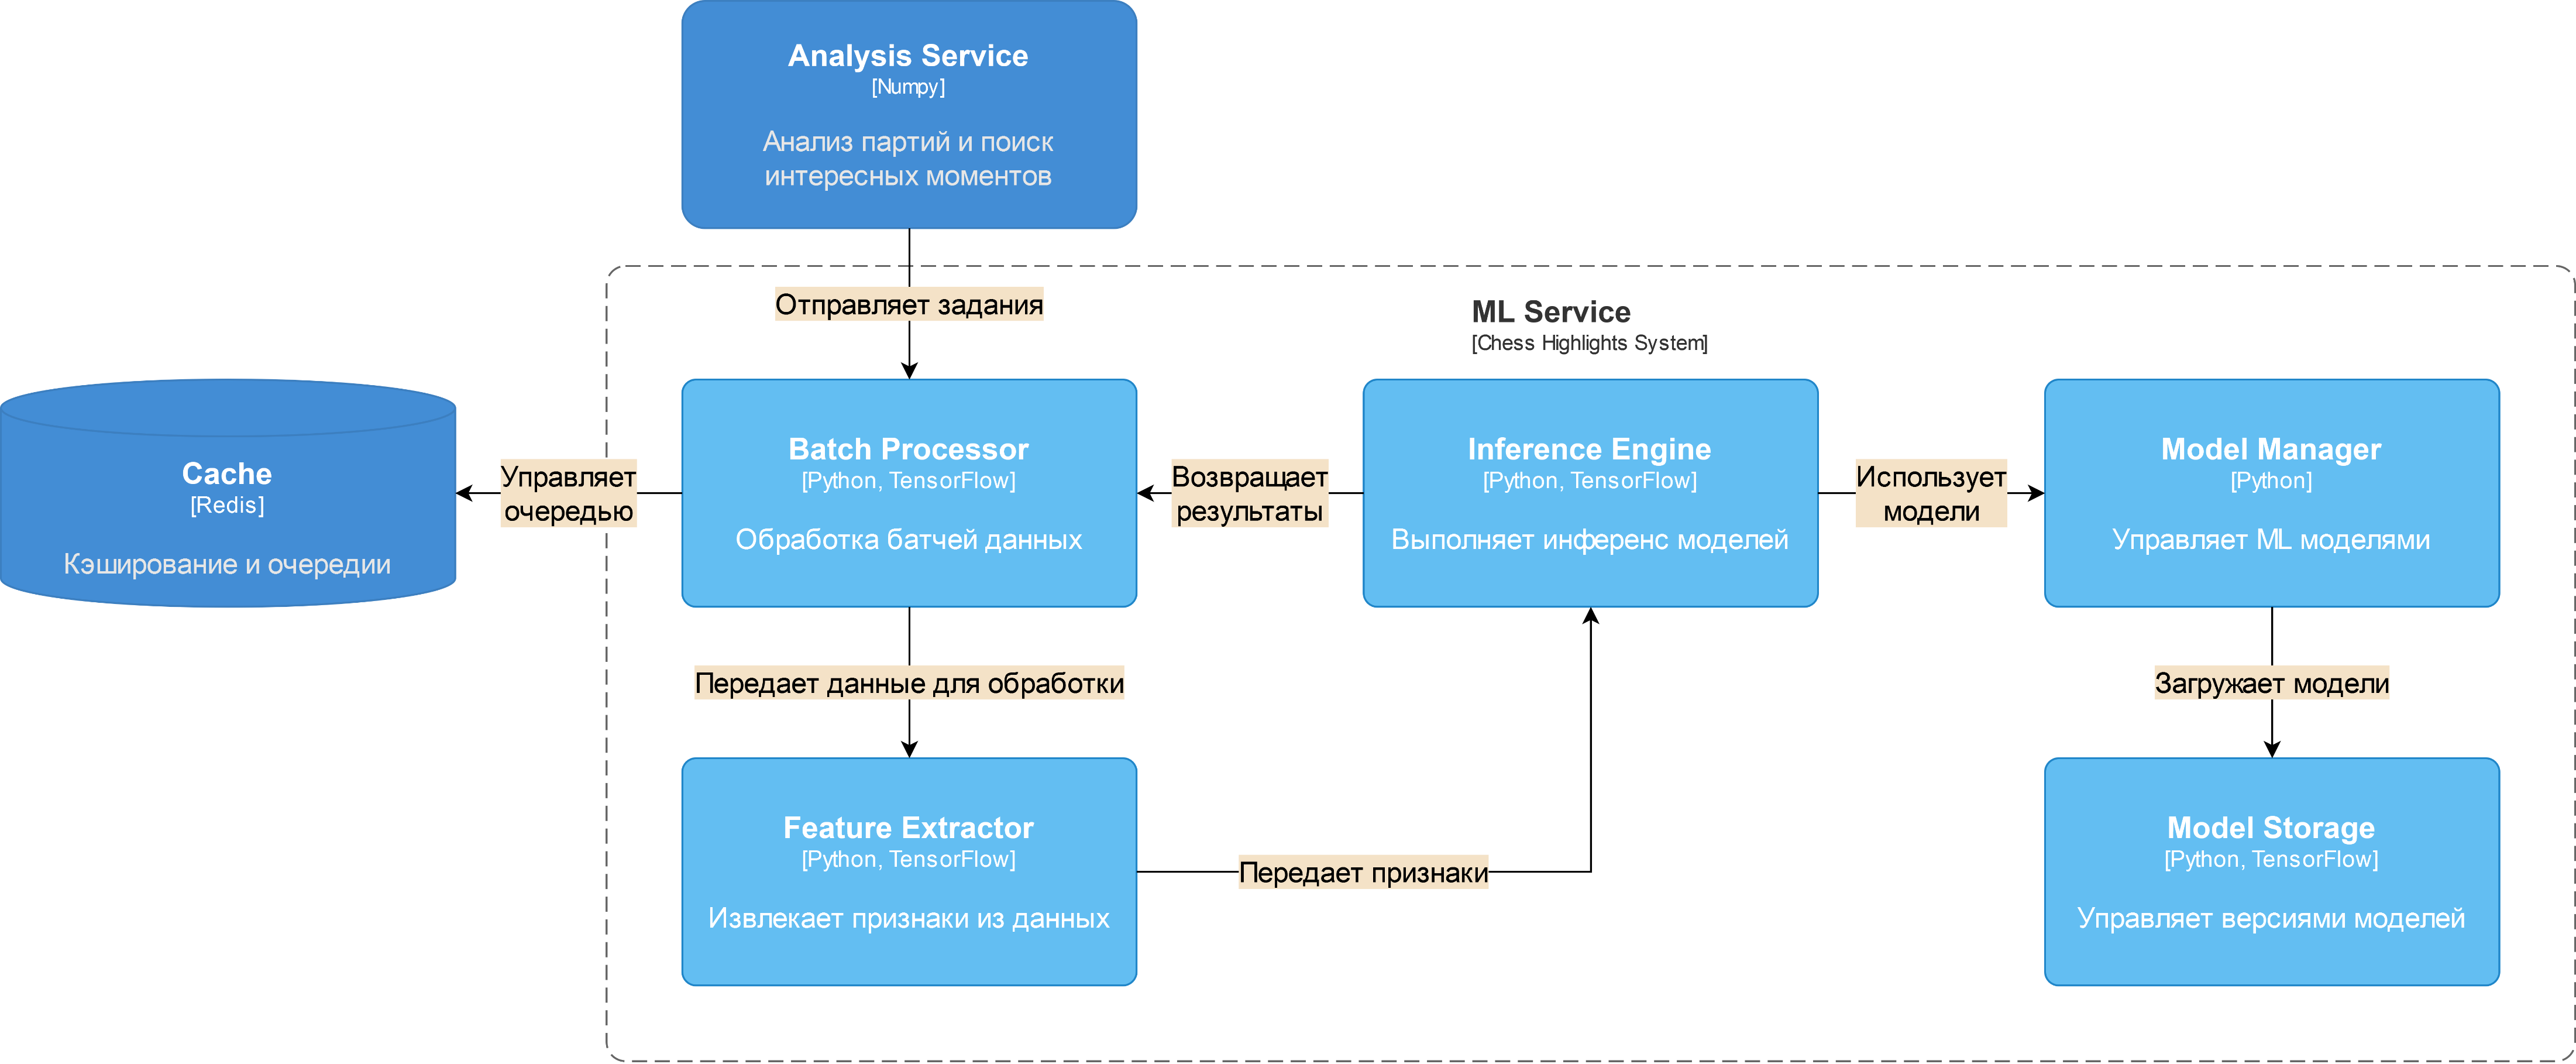 Analysis Service
[Numpy]
Анализ партий и поиск
интересных моментов
Отправляет задания
ML Service
[Chess Highlights System]
Cache
[Redis]
Кэширование и очередии
Управляет
очередью
Batch Processor
[Python, TensorFlow]
Обработка батчей данных
Возвращает
результаты
Inference Engine
[Python, TensorFlow]
Выполняет инференс моделей
Использует
модели
Model Manager
[Python]
Управляет ML моделями
Передает данные для обработки
Загружает модели
Feature Extractor
[Python, TensorFlow]
Извлекает признаки из данных
Передает признаки
Model Storage
[Python, TensorFlow]
Управляет версиями моделей